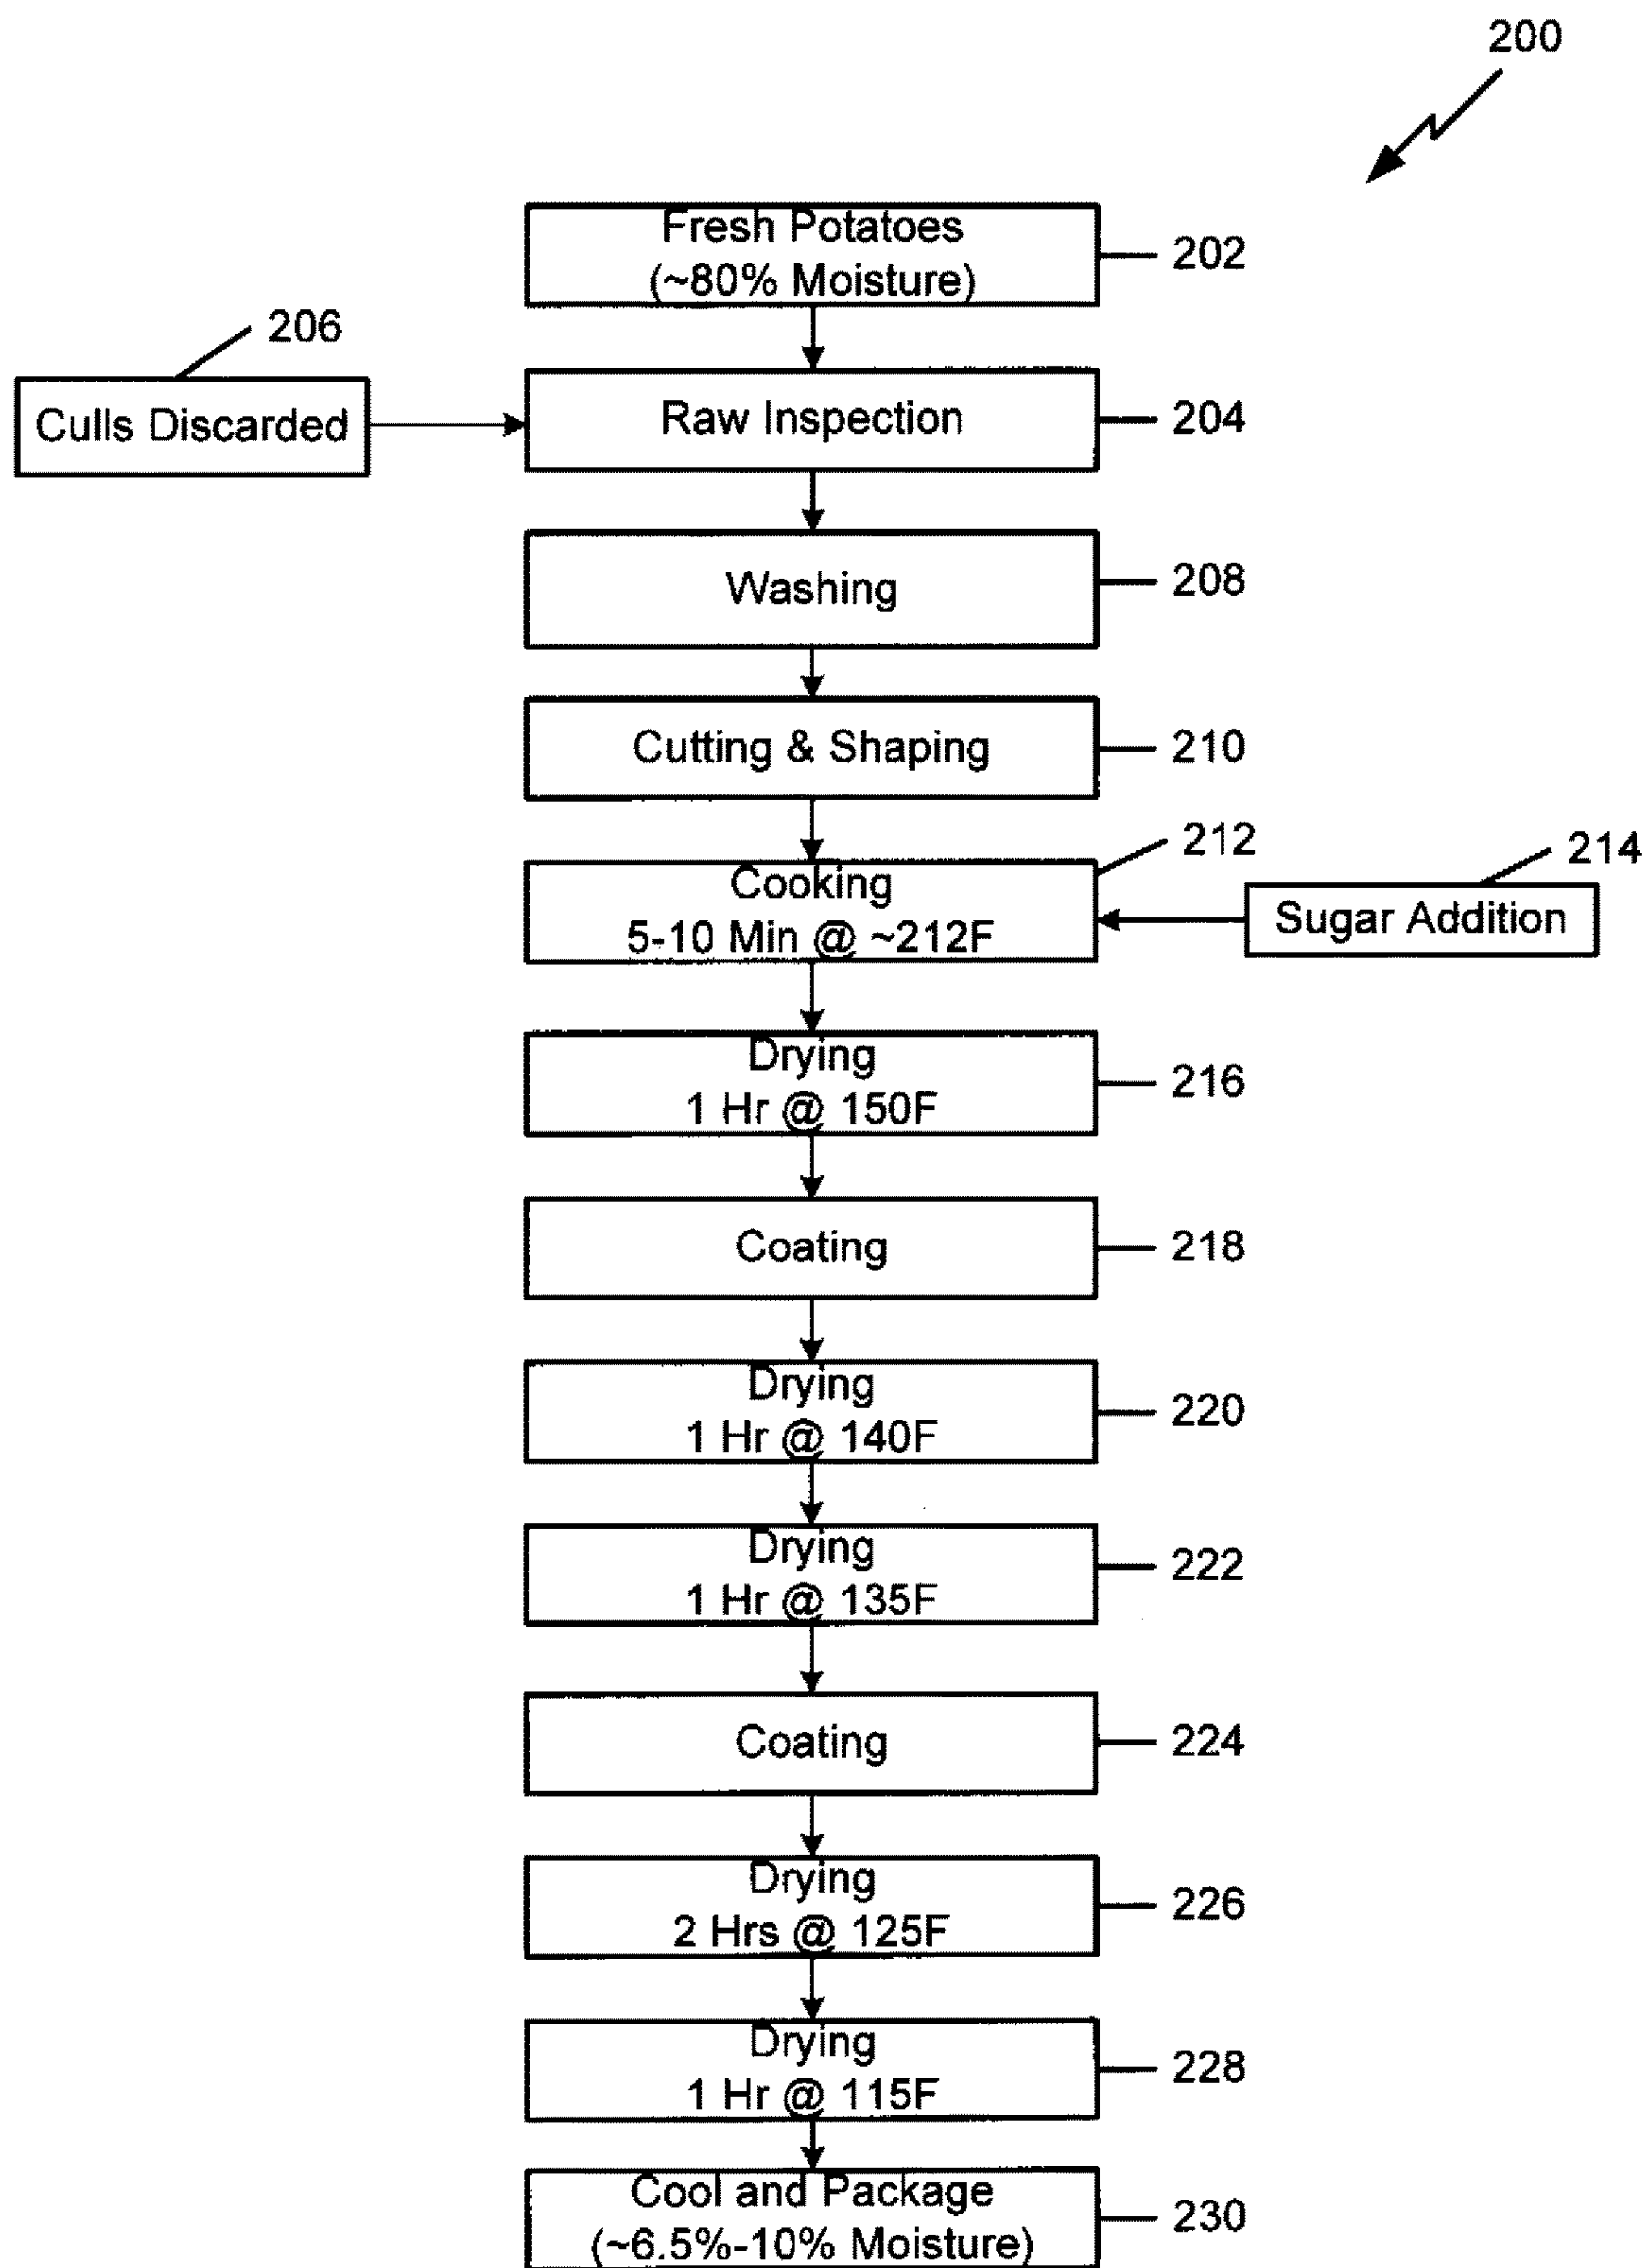 200
Fresh Potatoes
(~80% Moisture)
202
206
Culls Discarded
Raw Inspection
204
Washing
208
Cutting & Shaping
210
Cooking
5-10 Min @ ~212F
212
214
Sugar Addition
Drying
1 Hr @ 150F
216
Coating
218
Drying
1 Hr @ 140F
220
Drying
1 Hr @ 135F
222
Coating
224
Drying
2 Hrs @ 125F
226
Drying
1 Hr @ 115F
228
Cool and Package
(~6.5%-10% Moisture)
230